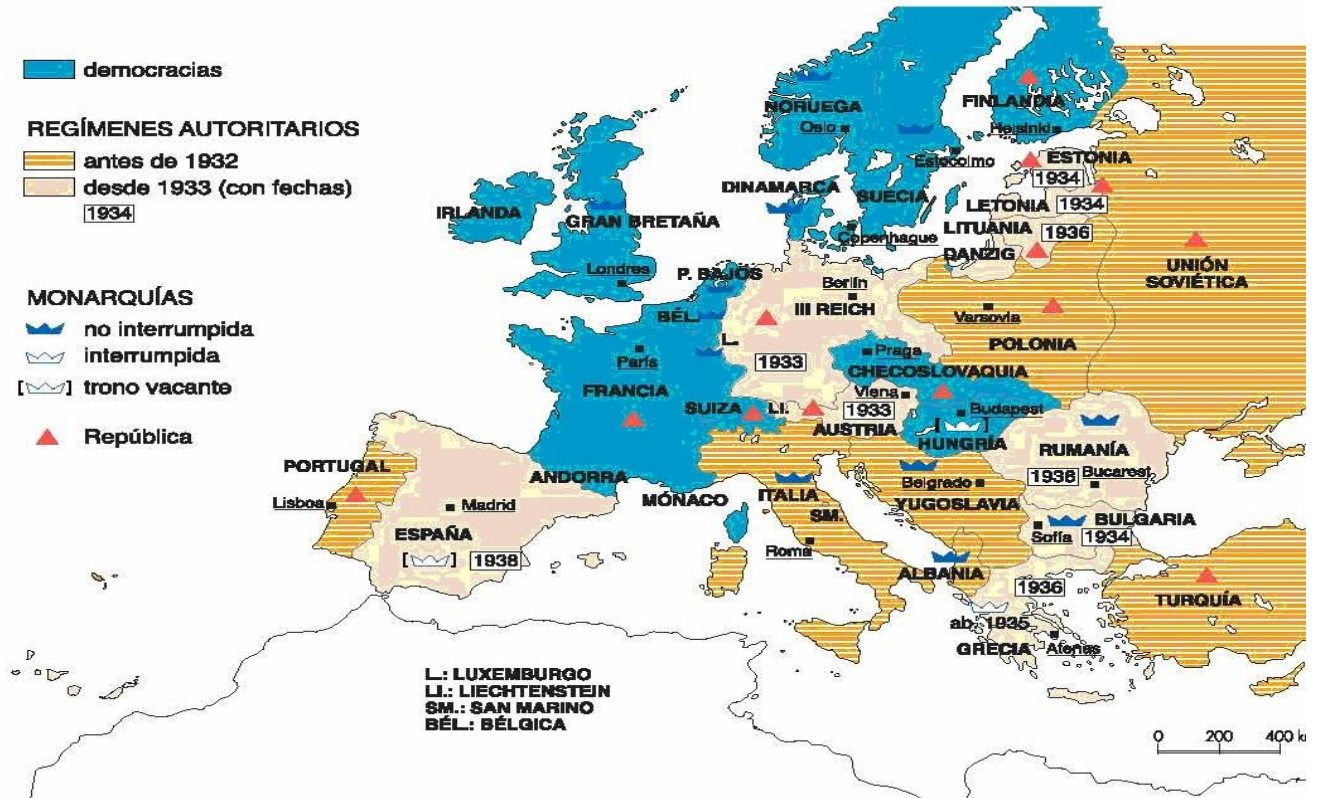 democracias
REGÍMENES AUTORITARIOS
antes de 1932
desde 1933 (con fechas)
1934
MONARQUÍAS
no interrumpida
interrumpida
[ ] trono vacante
República
NORUEGA
Oslo
FINLANDIA
Helsinki
Estocolmo
SUECIA
ESTONIA
1934
LETONIA 1934
LITUANIA 1936
DANZIG
DINAMARCA
Copenhague
IRLANDA
GRAN BRETAÑA
Londres
P. BAJOS
BÉL.
L.
Berlín
III REICH
1933
Varsovia
POLONIA
UNIÓN
SOVIÉTICA
París
FRANCIA
Praga
CHECOSLOVAQUIA
SUIZA
LI.
Viena
1933
AUSTRIA
Budapest
[ ]
HUNGRÍA
RUMANÍA
1938
Bucarest
PORTUGAL
Lisboa
Madrid
ESPAÑA
[ ] 1938
ANDORRA
MÓNACO
ITALIA
SM.
Roma
Belgrado
YUGOSLAVIA
BULGARIA
Sofía
1934
ALBANIA
1936
ab. 1935
GRECIA
Atenas
TURQUÍA
L.: LUXEMBURGO
LI.: LIECHTENSTEIN
SM.: SAN MARINO
BÉL.: BÉLGICA
0 200 400